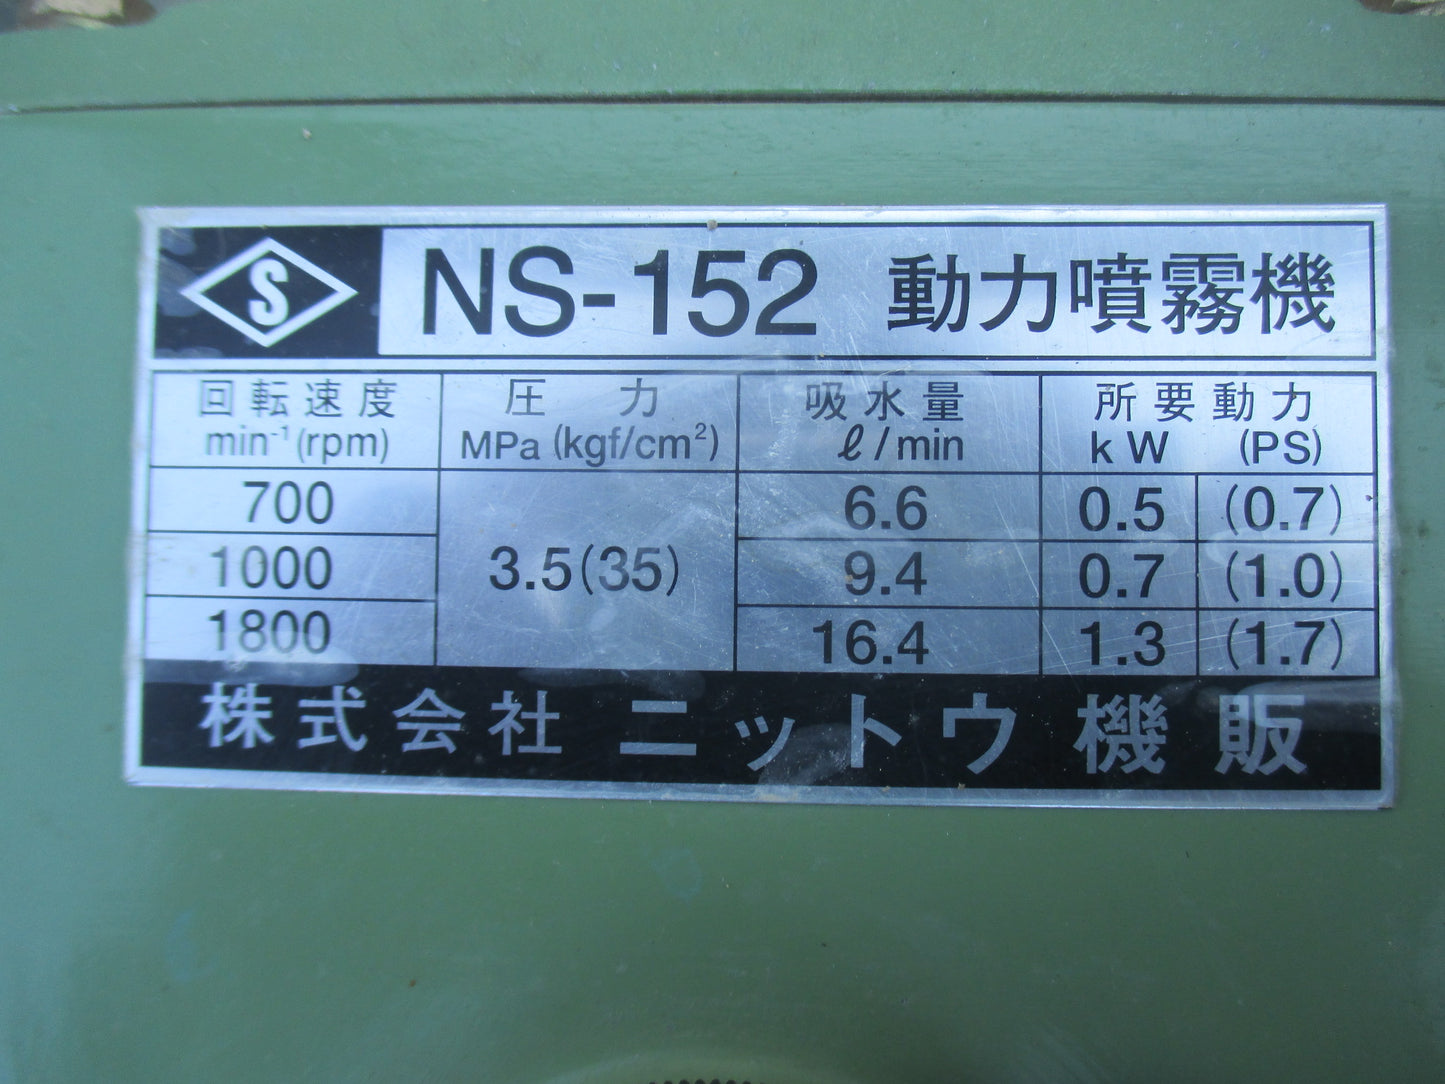 S NS-152 動力噴霧機
回転速度 圧力 吸水量 所要動力
min⁻¹(rpm) MPa(kgf/cm²) ℓ/min kW (PS)
700 6.6 0.5 (0.7)
1000 3.5(35) 9.4 0.7 (1.0)
1800 16.4 1.3 (1.7)
株式会社 ニットウ機販